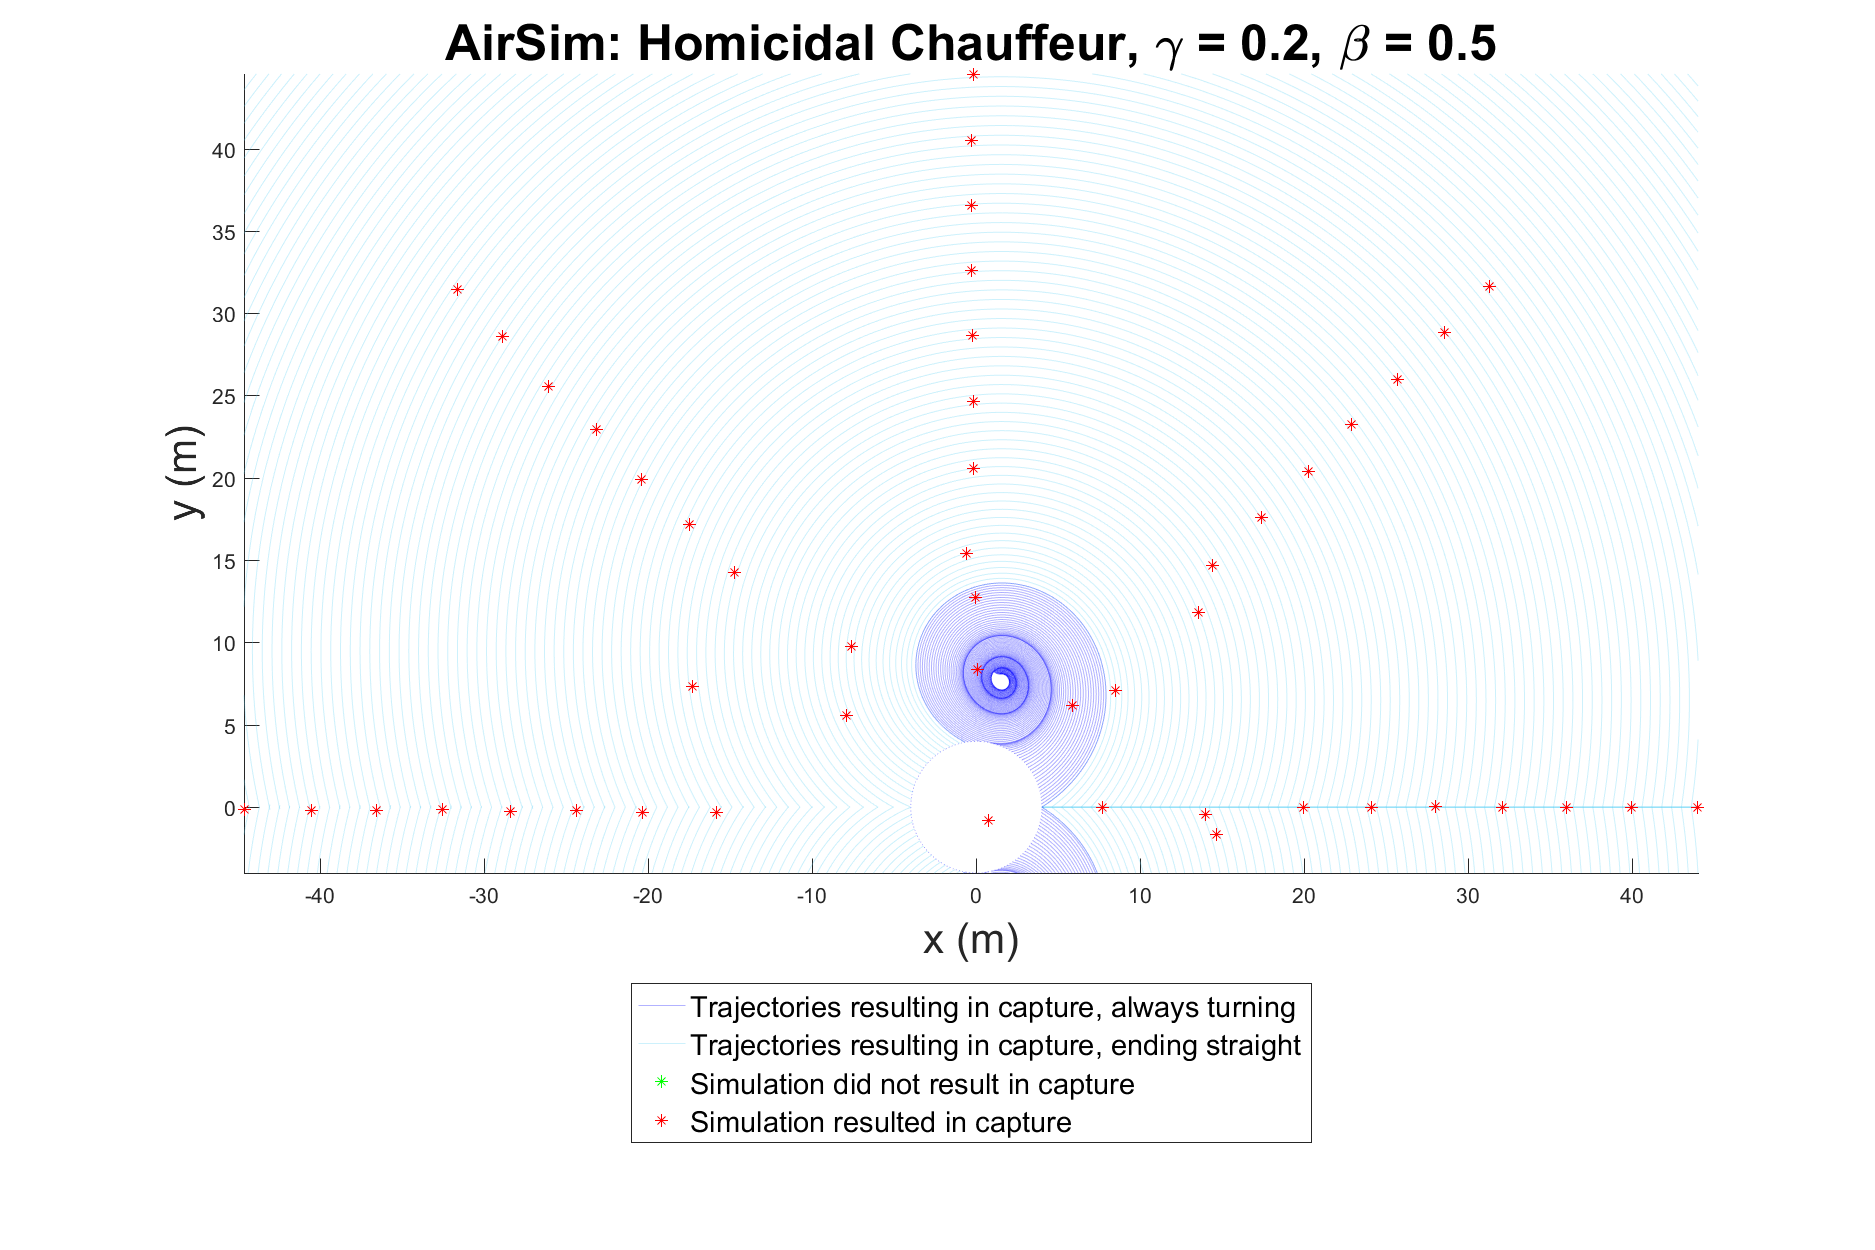 AirSim: Homicidal Chauffeur, γ = 0.2, β = 0.5
y (m)
40
35
30
25
20
15
10
5
0
-40 -30 -20 -10 0 10 20 30 40
x (m)
Trajectories resulting in capture, always turning
Trajectories resulting in capture, ending straight
Simulation did not result in capture
Simulation resulted in capture